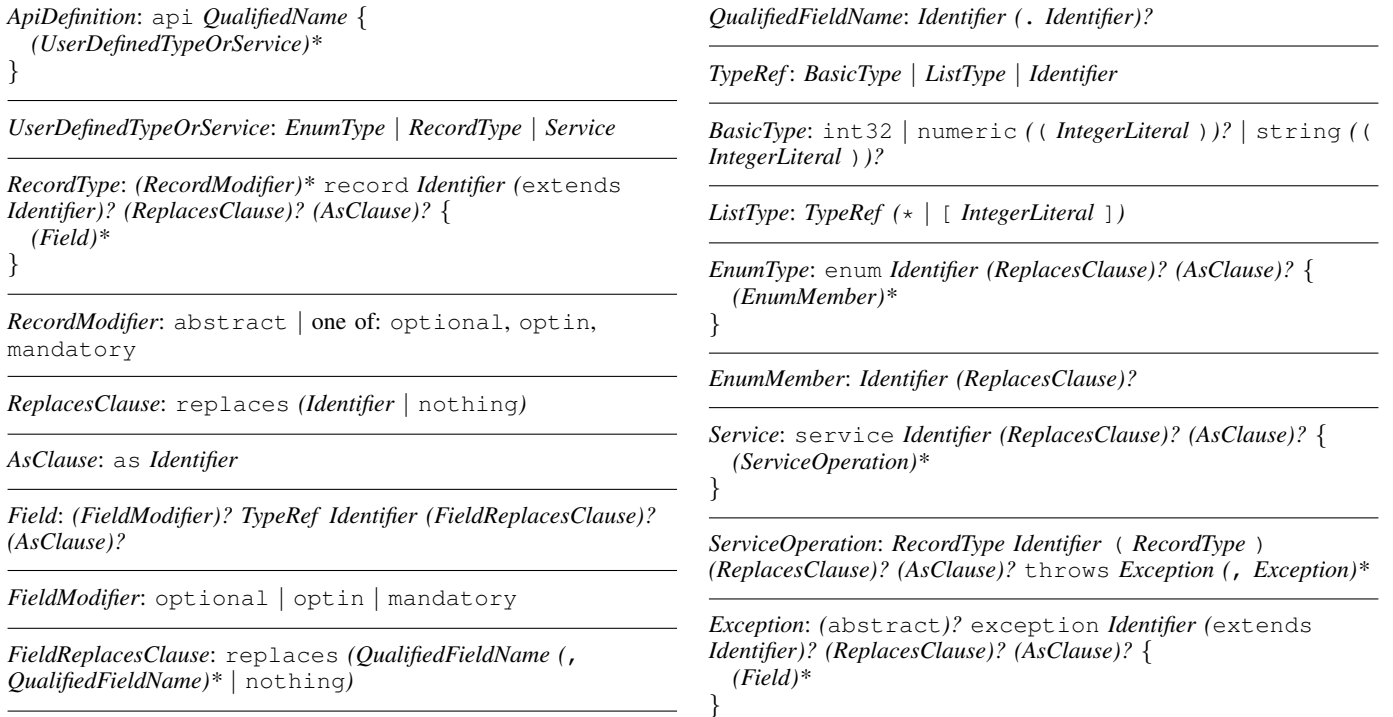 ApiDefinition: api QualifiedName {
(UserDefinedTypeOrService)*
}
UserDefinedTypeOrService: EnumType | RecordType | Service
RecordType: (RecordModifier)* record Identifier (extends
Identifier)? (ReplacesClause)? (AsClause)? {
(Field)*
}
RecordModifier: abstract | one of: optional, optin,
mandatory
ReplacesClause: replaces (Identifier | nothing)
AsClause: as Identifier
Field: (FieldModifier)? TypeRef Identifier (FieldReplacesClause)?
(AsClause)?
FieldModifier: optional | optin | mandatory
FieldReplacesClause: replaces (QualifiedFieldName (,
QualifiedFieldName)* | nothing)
QualifiedFieldName: Identifier (. Identifier)?
TypeRef: BasicType | ListType | Identifier
BasicType: int32 | numeric (( IntegerLiteral ))? | string ((
IntegerLiteral ))?
ListType: TypeRef (* | [ IntegerLiteral ])
EnumType: enum Identifier (ReplacesClause)? (AsClause)? {
(EnumMember)*
}
EnumMember: Identifier (ReplacesClause)?
Service: service Identifier (ReplacesClause)? (AsClause)? {
(ServiceOperation)*
}
ServiceOperation: RecordType Identifier ( RecordType )
(ReplacesClause)? (AsClause)? throws Exception (, Exception)*
Exception: (abstract)? exception Identifier (extends
Identifier)? (ReplacesClause)? (AsClause)? {
(Field)*
}